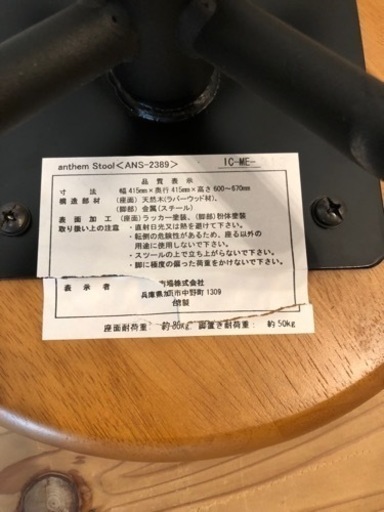 anthem Stool＜ANS-2389＞ IC-ME-
品質表示
寸法 幅415mm×奥行415mm×高さ600～670mm
構造部材 （座面）天然木(ラバーウッド材)、
（脚部）金属(スチール)
表面加工 （座面)ラッカー塗装、（脚部)粉体塗装
取り扱い上の注意 ・直射日光又は熱を避けて下さい。
・転倒の危険性があるため、座る以外の
用途に使用しないで下さい。
・スツールの上で立ち上がらないで下さい。
・脚に極度の偏った荷重をかけないで下さい。
表示者 市場株式会社
兵庫県 市中野町1309
製
座面耐荷重： 約80kg 脚置き耐荷重： 約50kg